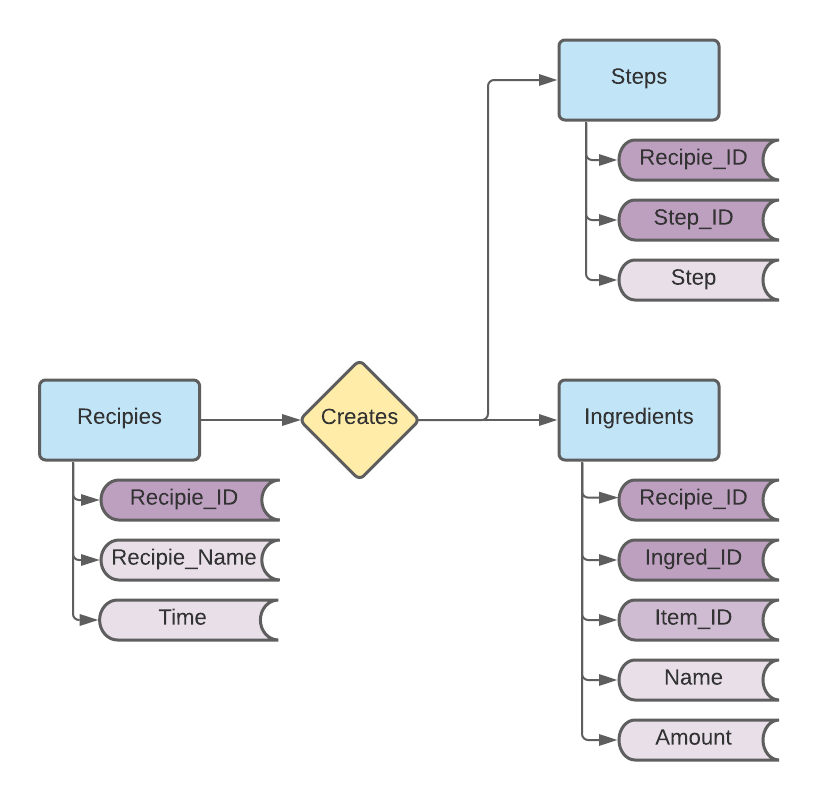 Steps
Recipie_ID
Step_ID
Step
Recipies
Creates
Ingredients
Recipie_ID
Recipie_Name
Time
Recipie_ID
Ingred_ID
Item_ID
Name
Amount